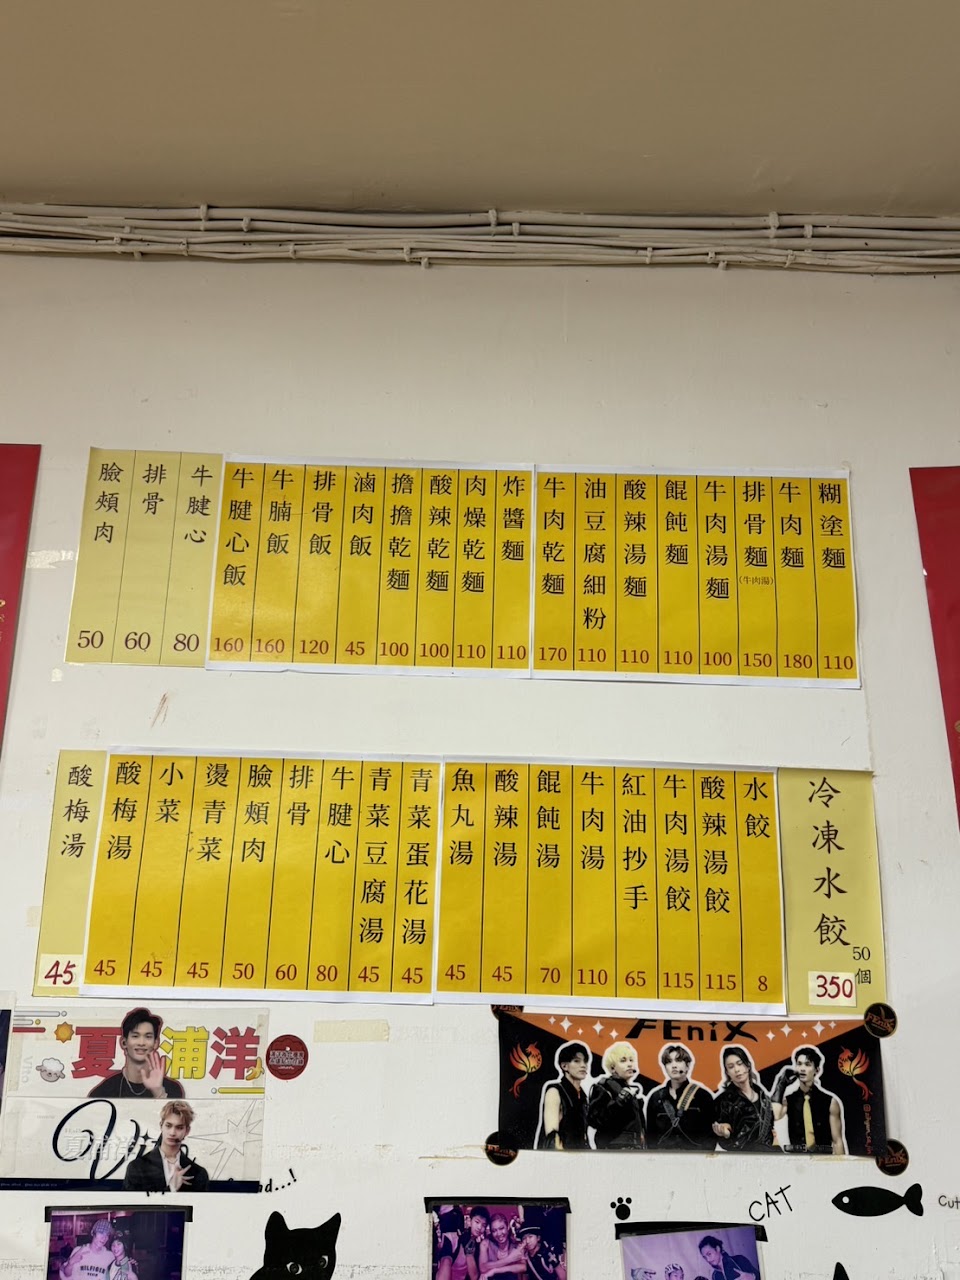 糊塗麵 110
牛肉麵 180
排骨麵 (牛肉湯) 150
牛肉湯麵 100
餛飩麵 110
酸辣湯麵 110
油豆腐細粉 110
牛肉乾麵 170
炸醬麵 110
肉燥乾麵 110
酸辣乾麵 100
擔擔乾麵 100
滷肉飯 45
排骨飯 120
牛腩飯 160
牛腱心飯 160
牛腱心 80
排骨 60
臉頰肉 50
冷凍水餃 50個 350
水餃 8
酸辣湯餃 115
牛肉湯餃 115
紅油抄手 65
牛肉湯 110
餛飩湯 70
酸辣湯 45
魚丸湯 45
青菜蛋花湯 45
青菜豆腐湯 45
牛腱心 80
排骨 60
臉頰肉 50
燙青菜 45
小菜 45
酸梅湯 45
酸梅湯 45
夏浦洋
夏浦洋
FEniX
CAT